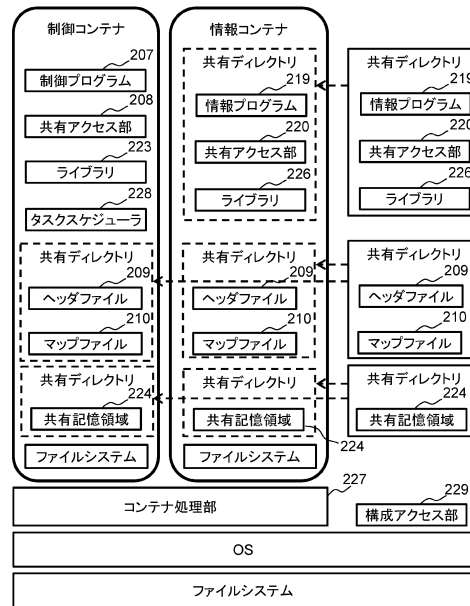 制御コンテナ
207
制御プログラム
208
共有アクセス部
223
ライブラリ
228
タスクスケジューラ
共有ディレクトリ
209
ヘッダファイル
210
マップファイル
共有ディレクトリ
224
共有記憶領域
ファイルシステム
情報コンテナ
共有ディレクトリ
219
情報プログラム
220
共有アクセス部
226
ライブラリ
共有ディレクトリ
209
ヘッダファイル
210
マップファイル
共有ディレクトリ
共有記憶領域
224
ファイルシステム
共有ディレクトリ
219
情報プログラム
220
共有アクセス部
226
ライブラリ
共有ディレクトリ
209
ヘッダファイル
210
マップファイル
共有ディレクトリ
224
共有記憶領域
227
コンテナ処理部
229
構成アクセス部
OS
ファイルシステム